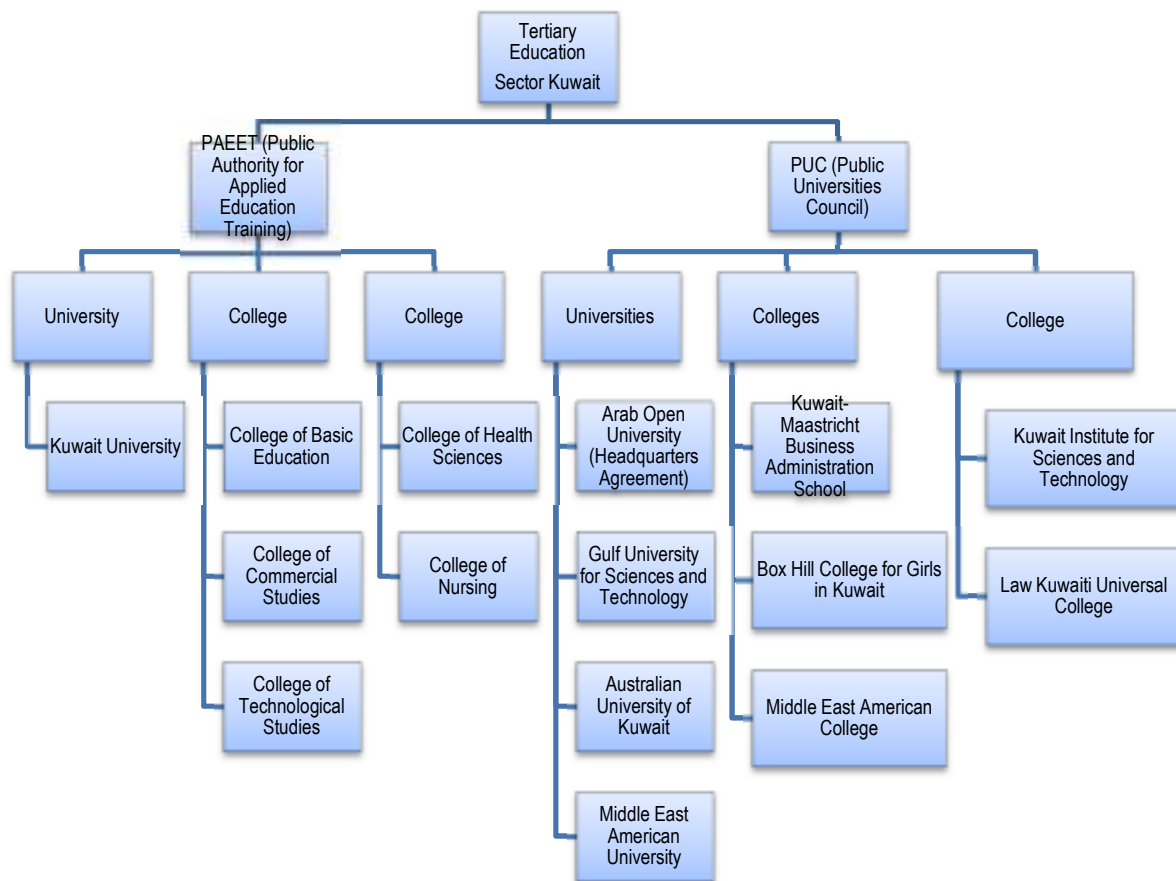 Tertiary
Education
Sector Kuwait
PAEET (Public
Authority for
Applied
Education
Training)
PUC (Public
Universities
Council)
University
College
College
Universities
Colleges
College
Kuwait University
College of Basic
Education
College of
Commercial
Studies
College of
Technological
Studies
College of Health
Sciences
College of
Nursing
Arab Open
University
(Headquarters
Agreement)
Gulf University
for Sciences and
Technology
Australian
University of
Kuwait
Middle East
American
University
Kuwait-
Maastricht
Business
Administration
School
Box Hill College for Girls
in Kuwait
Middle East American
College
Kuwait Institute for
Sciences and
Technology
Law Kuwaiti Universal
College